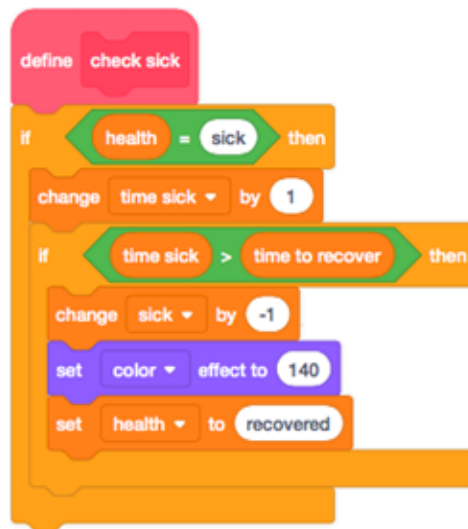 define check sick
if health = sick then
change time sick by 1
if time sick > time to recover then
change sick by -1
set color effect to 140
set health to recovered